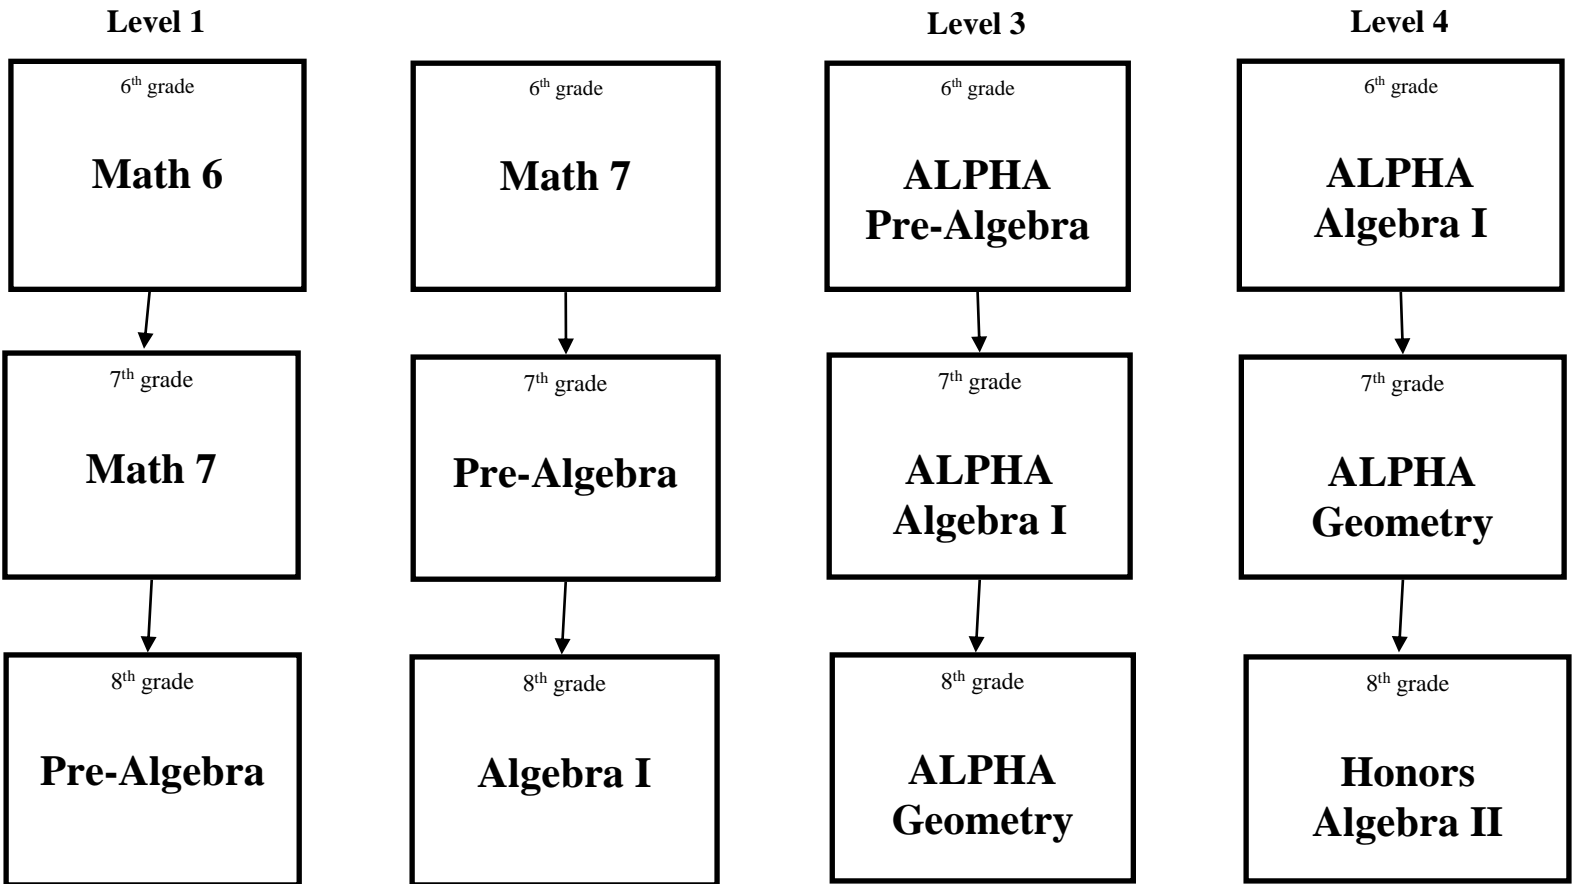 Level 1
Level 3
Level 4
6th grade
Math 6
6th grade
Math 7
6th grade
ALPHA
Pre-Algebra
6th grade
ALPHA
Algebra I
7th grade
Math 7
7th grade
Pre-Algebra
7th grade
ALPHA
Algebra I
7th grade
ALPHA
Geometry
8th grade
Pre-Algebra
8th grade
Algebra I
8th grade
ALPHA
Geometry
8th grade
Honors
Algebra II